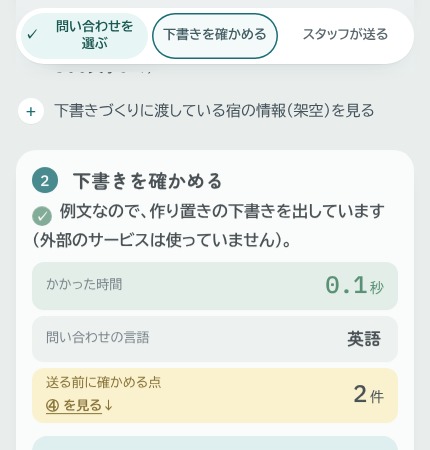 ✓ 問い合わせを
選ぶ
下書きを確かめる
スタッフが送る
+ 下書きづくりに渡している宿の情報(架空)を見る
2 下書きを確かめる
✓ 例文なので、作り置きの下書きを出しています
(外部のサービスは使っていません)。
かかった時間 0.1秒
問い合わせの言語 英語
送る前に確かめる点
④ を見る↓ 2件